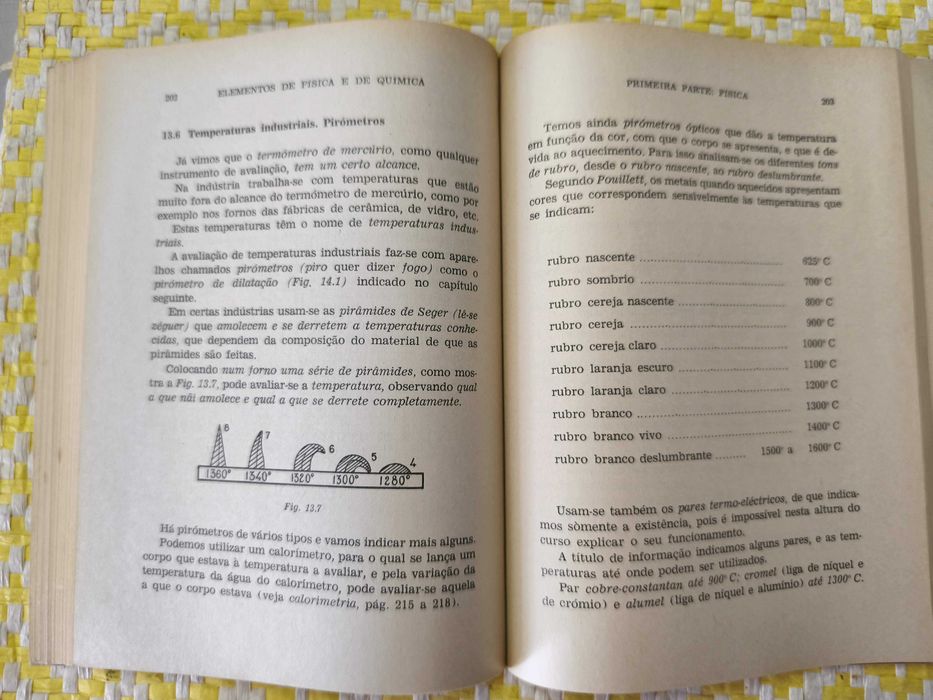 202 ELEMENTOS DE FÍSICA E DE QUÍMICA
13.6 Temperaturas industriais. Pirómetros
Já vimos que o termómetro de mercúrio, como qualquer
instrumento de avaliação, tem um certo alcance.
Na indústria trabalha-se com temperaturas que estão
muito fora do alcance do termómetro de mercúrio, como por
exemplo nos fornos das fábricas de cerâmica, de vidro, etc.
Estas temperaturas têm o nome de temperaturas indus-
triais.
A avaliação de temperaturas industriais faz-se com apare-
lhos chamados pirómetros (piro quer dizer fogo) como o
pirómetro de dilatação (Fig. 14.1) indicado no capítulo
seguinte.
Em certas indústrias usam-se as pirâmides de Seger (lê-se
zéguer) que amolecem e se derretem a temperaturas conhe-
cidas, que dependem da composição do material de que as
pirâmides são feitas.
Colocando num forno uma série de pirâmides, como mos-
tra a Fig. 13.7, pode avaliar-se a temperatura, observando qual
a que nãi amolece e qual a que se derrete completamente.
8 7 6 5 4
1360° 1340° 1320° 1300° 1280°
Fig. 13.7
Há pirómetros de vários tipos e vamos indicar mais alguns.
Podemos utilizar um calorímetro, para o qual se lança um
corpo que estava à temperatura a avaliar, e pela variação da
temperatura da água do calorímetro, pode avaliar-se aquela
a que o corpo estava (veja calorimetria, pág. 215 a 218).
PRIMEIRA PARTE: FÍSICA 203
Temos ainda pirómetros ópticos que dão a temperatura
em função da cor, com que o corpo se apresenta, e que é de-
vida ao aquecimento. Para isso analisam-se os diferentes tons
de rubro, desde o rubro nascente, ao rubro deslumbrante.
Segundo Pouillett, os metais quando aquecidos apresentam
cores que correspondem sensivelmente às temperaturas que
se indicam:
rubro nascente ........ 625° C
rubro sombrio ........ 700° C
rubro cereja nascente ........ 800° C
rubro cereja ........ 900° C
rubro cereja claro ........ 1000° C
rubro laranja escuro ........ 1100° C
rubro laranja claro ........ 1200° C
rubro branco ........ 1300° C
rubro branco vivo ........ 1400° C
rubro branco deslumbrante ........ 1500° a 1600° C
Usam-se também os pares termo-eléctricos, de que indica-
mos sòmente a existência, pois é impossível nesta altura do
curso explicar o seu funcionamento.
A título de informação indicamos alguns pares, e as tem-
peraturas até onde podem ser utilizados.
Par cobre-constantan até 900° C; cromel (liga de níquel e
de crómio) e alumel (liga de níquel e alumínio) até 1300° C.